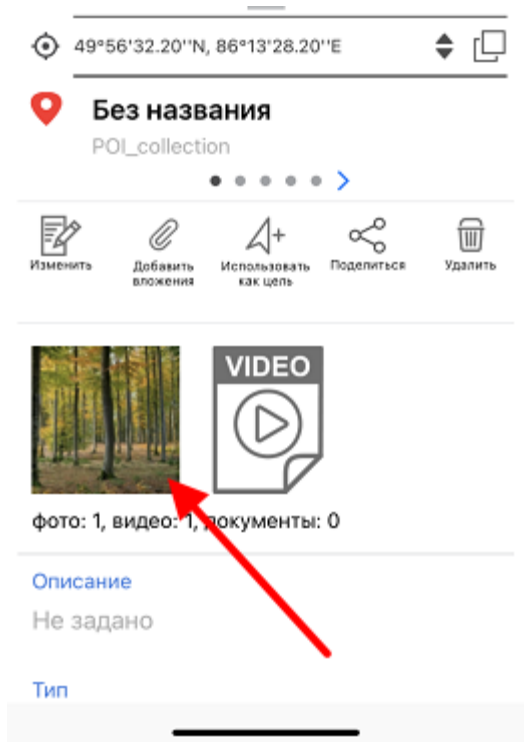 49°56'32.20''N, 86°13'28.20''E
Без названия
POI_collection
Изменить
Добавить вложения
Использовать как цель
Поделиться
Удалить
VIDEO
фото: 1, видео: 1, документы: 0
Описание
Не задано
Тип